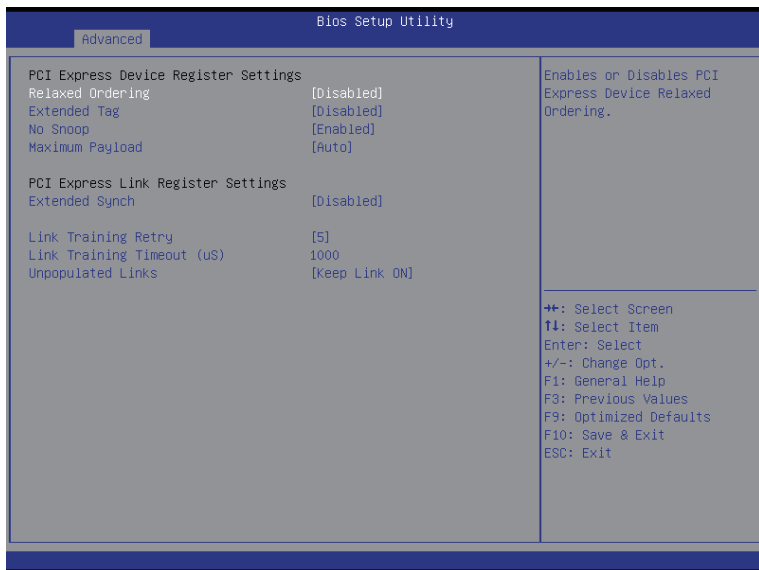 Bios Setup Utility
Advanced
PCI Express Device Register Settings
Relaxed Ordering [Disabled]
Extended Tag [Disabled]
No Snoop [Enabled]
Maximum Payload [Auto]
PCI Express Link Register Settings
Extended Synch [Disabled]
Link Training Retry [5]
Link Training Timeout (uS) 1000
Unpopulated Links [Keep Link ON]
Enables or Disables PCI
Express Device Relaxed
Ordering.
→←: Select Screen
↑↓: Select Item
Enter: Select
+/-: Change Opt.
F1: General Help
F3: Previous Values
F9: Optimized Defaults
F10: Save & Exit
ESC: Exit